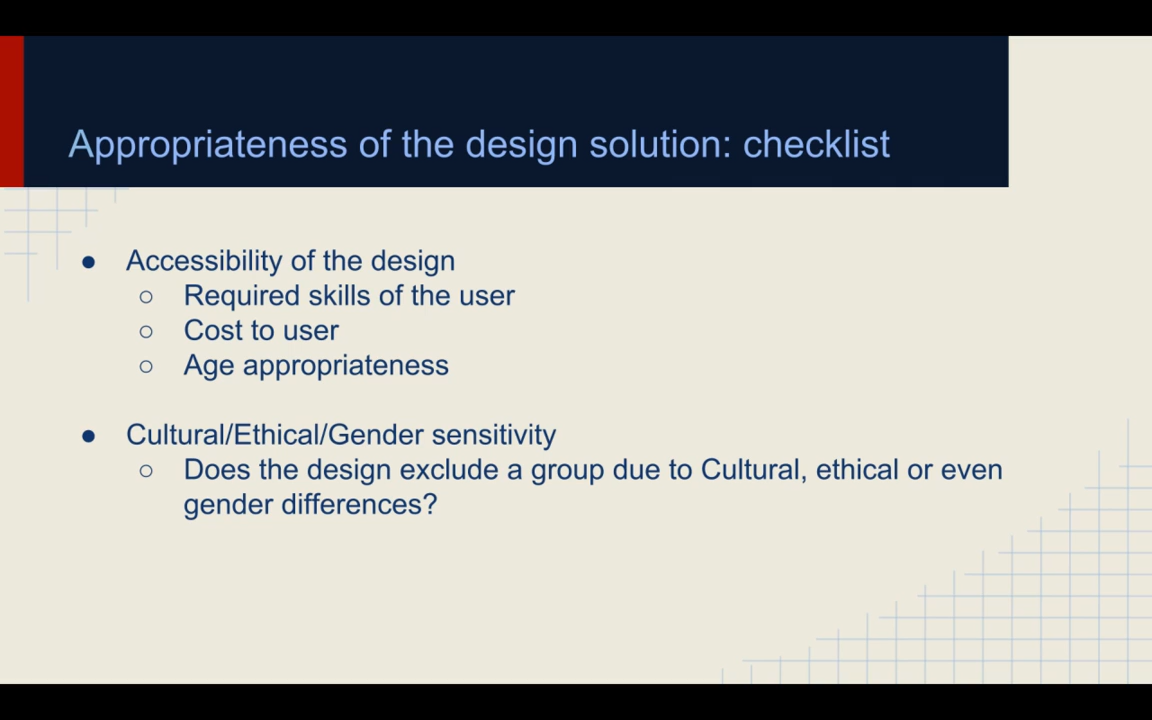 Appropriateness of the design solution: checklist
● Accessibility of the design
○ Required skills of the user
○ Cost to user
○ Age appropriateness
● Cultural/Ethical/Gender sensitivity
○ Does the design exclude a group due to Cultural, ethical or even
gender differences?